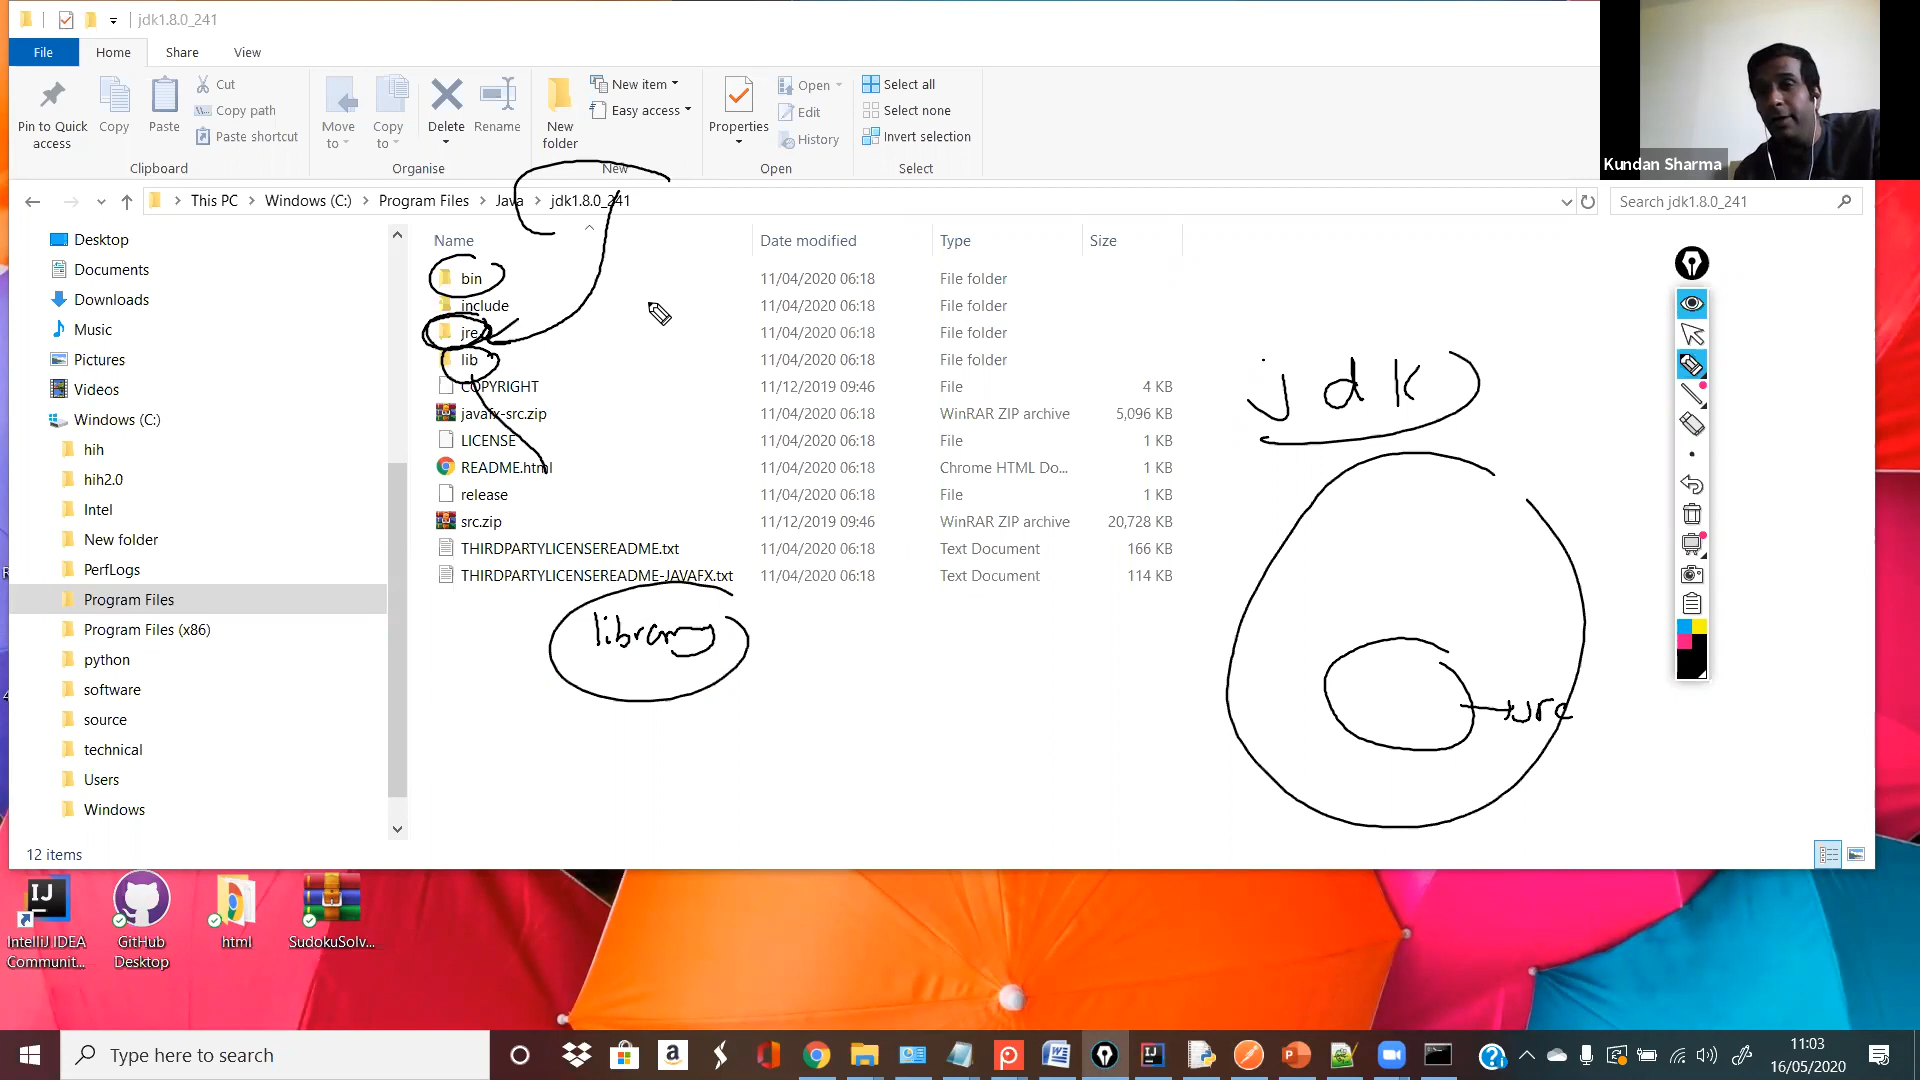 jdk1.8.0_241
File Home Share View
Pin to Quick access
Copy
Paste
Cut
Copy path
Paste shortcut
Clipboard
Move to
Copy to
Delete
Rename
Organise
New folder
New item
Easy access
New
Properties
Open
Edit
History
Open
Select all
Select none
Invert selection
Select
Kundan Sharma
This PC > Windows (C:) > Program Files > Java > jdk1.8.0_241
Search jdk1.8.0_241
Desktop
Documents
Downloads
Music
Pictures
Videos
Windows (C:)
hih
hih2.0
Intel
New folder
PerfLogs
Program Files
Program Files (x86)
python
software
source
technical
Users
Windows
Name Date modified Type Size
bin 11/04/2020 06:18 File folder
include 11/04/2020 06:18 File folder
jre 11/04/2020 06:18 File folder
lib 11/04/2020 06:18 File folder
COPYRIGHT 11/12/2019 09:46 File 4 KB
javafx-src.zip 11/04/2020 06:18 WinRAR ZIP archive 5,096 KB
LICENSE 11/04/2020 06:18 File 1 KB
README.html 11/04/2020 06:18 Chrome HTML Do... 1 KB
release 11/04/2020 06:18 File 1 KB
src.zip 11/12/2019 09:46 WinRAR ZIP archive 20,728 KB
THIRDPARTYLICENSEREADME.txt 11/04/2020 06:18 Text Document 166 KB
THIRDPARTYLICENSEREADME-JAVAFX.txt 11/04/2020 06:18 Text Document 114 KB
library
jdk
jre
12 items
IntelliJ IDEA
Communit...
GitHub
Desktop
html
SudokuSolv...
Type here to search
11:03
16/05/2020